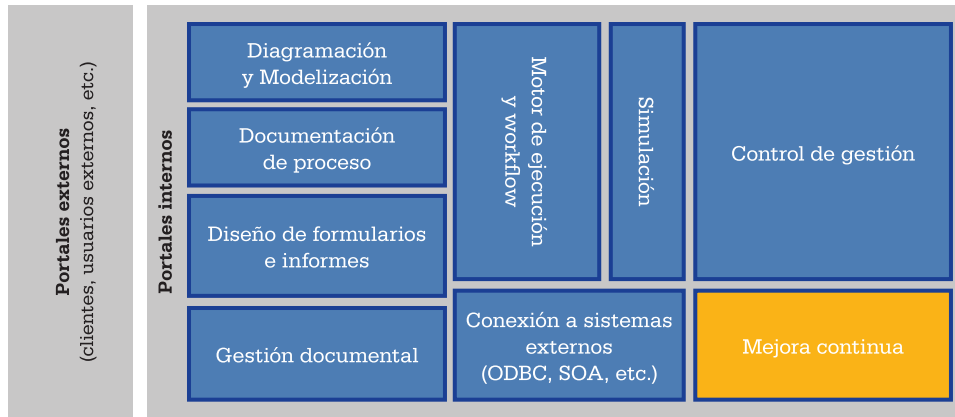 Portales externos
(clientes, usuarios externos, etc.)
Portales internos
Diagramación
y Modelización
Documentación
de proceso
Diseño de formularios
e informes
Gestión documental
Motor de ejecución
y workflow
Simulación
Conexión a sistemas
externos
(ODBC, SOA, etc.)
Control de gestión
Mejora continua